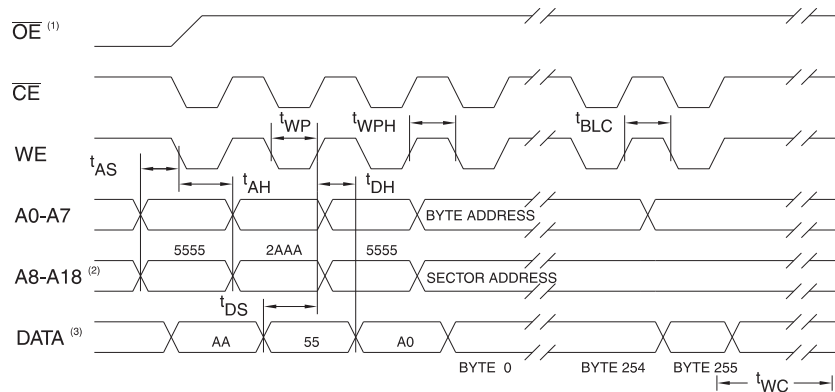 OE (1)
CE
tWP tWPH tBLC
WE
tAS
tAH tDH
A0-A7 BYTE ADDRESS
5555 2AAA 5555
A8-A18 (2) SECTOR ADDRESS
tDS
DATA (3) AA 55 A0
BYTE 0 BYTE 254 BYTE 255
tWC